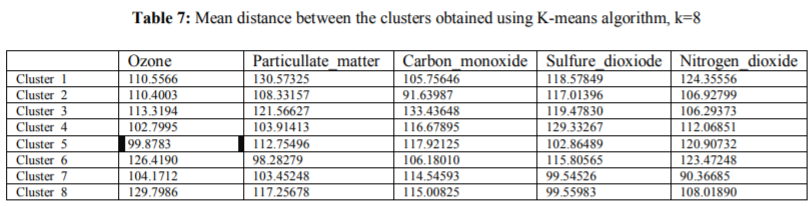 Table 7: Mean distance between the clusters obtained using K-means algorithm, k=8
Ozone Particullate_matter Carbon_monoxide Sulfure_dioxiode Nitrogen_dioxide
Cluster 1 110.5566 130.57325 105.75646 118.57849 124.35556
Cluster 2 110.4003 108.33157 91.63987 117.01396 106.92799
Cluster 3 113.3194 121.56627 133.43648 119.47830 106.29373
Cluster 4 102.7995 103.91413 116.67895 129.33267 112.06851
Cluster 5 99.8783 112.75496 117.92125 102.86489 120.90732
Cluster 6 126.4190 98.28279 106.18010 115.80565 123.47248
Cluster 7 104.1712 103.45248 114.54593 99.54526 90.36685
Cluster 8 129.7986 117.25678 115.00825 99.55983 108.01890